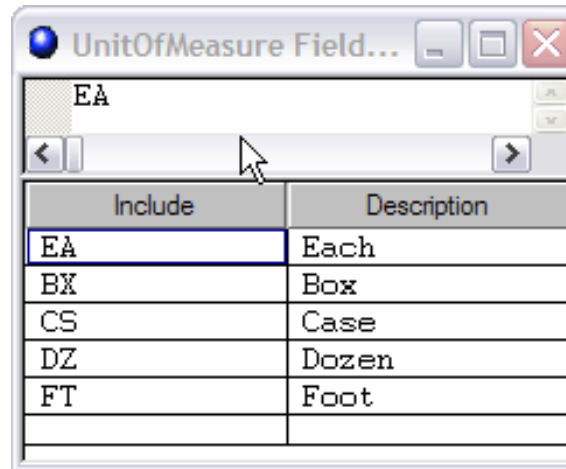 UnitOfMeasure Field...
EA
Include Description
EA Each
BX Box
CS Case
DZ Dozen
FT Foot